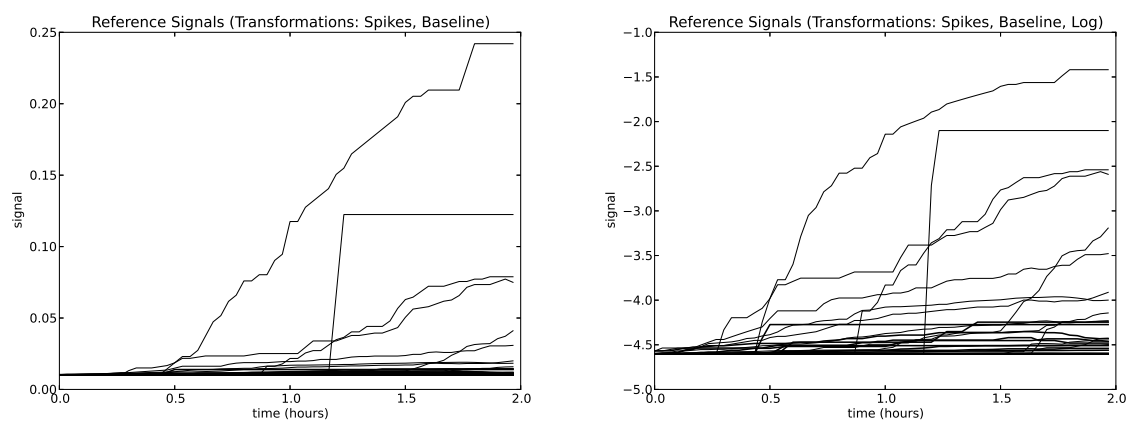 Reference Signals (Transformations: Spikes, Baseline)
0.25
0.20
0.15
0.10
0.05
0.00
signal
0.0 0.5 1.0 1.5 2.0
time (hours)
Reference Signals (Transformations: Spikes, Baseline, Log)
−1.0
−1.5
−2.0
−2.5
−3.0
−3.5
−4.0
−4.5
−5.0
signal
0.0 0.5 1.0 1.5 2.0
time (hours)